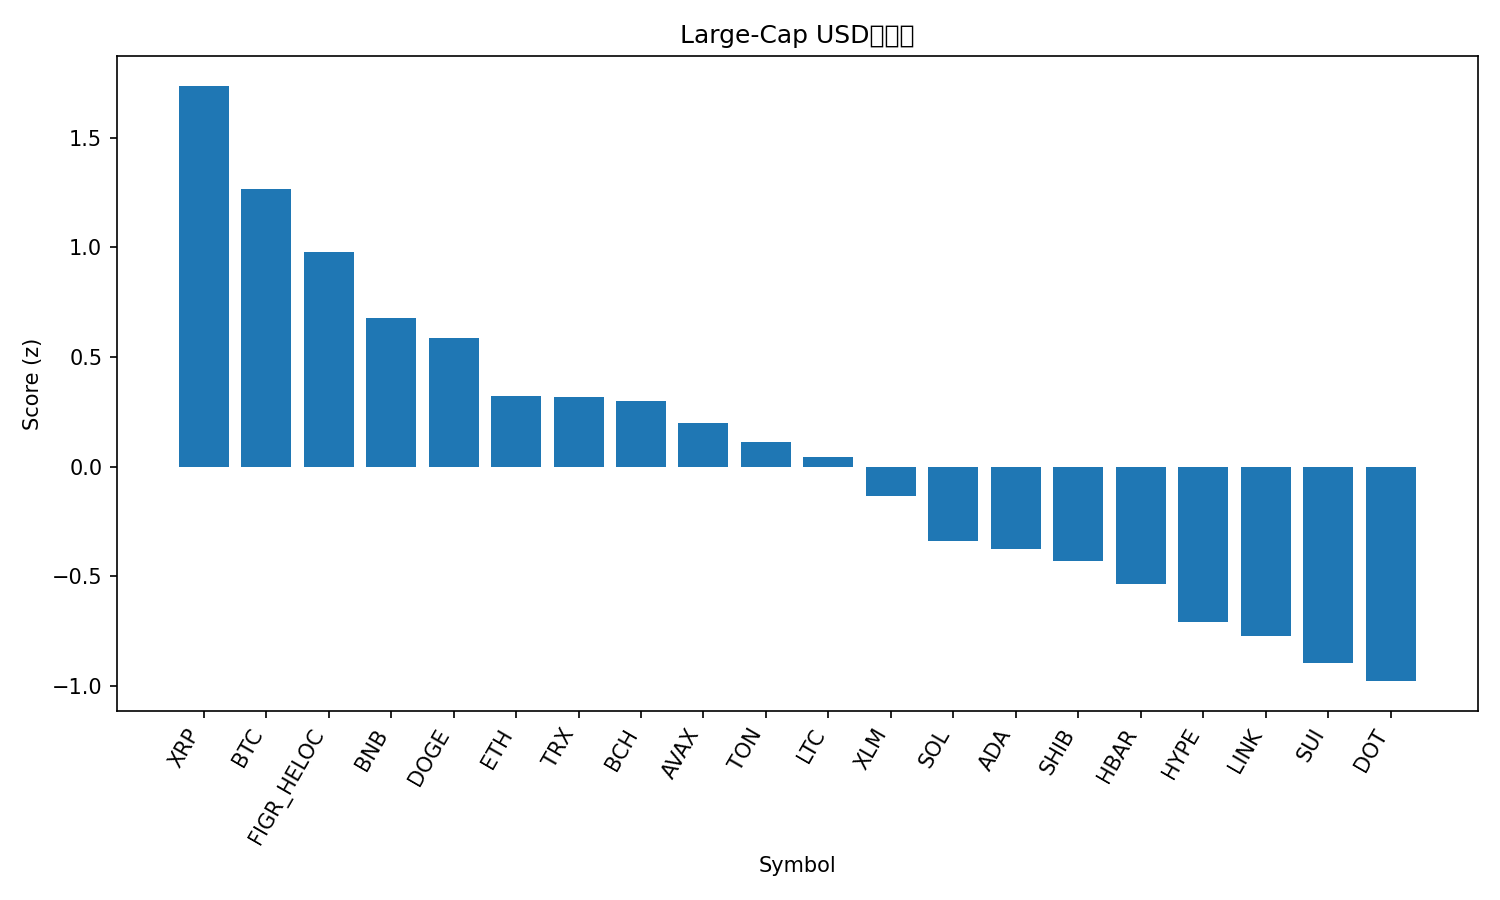 Large-Cap USD
Score (z)
1.5
1.0
0.5
0.0
−0.5
−1.0
XRP
BTC
FIGR_HELOC
BNB
DOGE
ETH
TRX
BCH
AVAX
TON
LTC
XLM
SOL
ADA
SHIB
HBAR
HYPE
LINK
SUI
DOT
Symbol